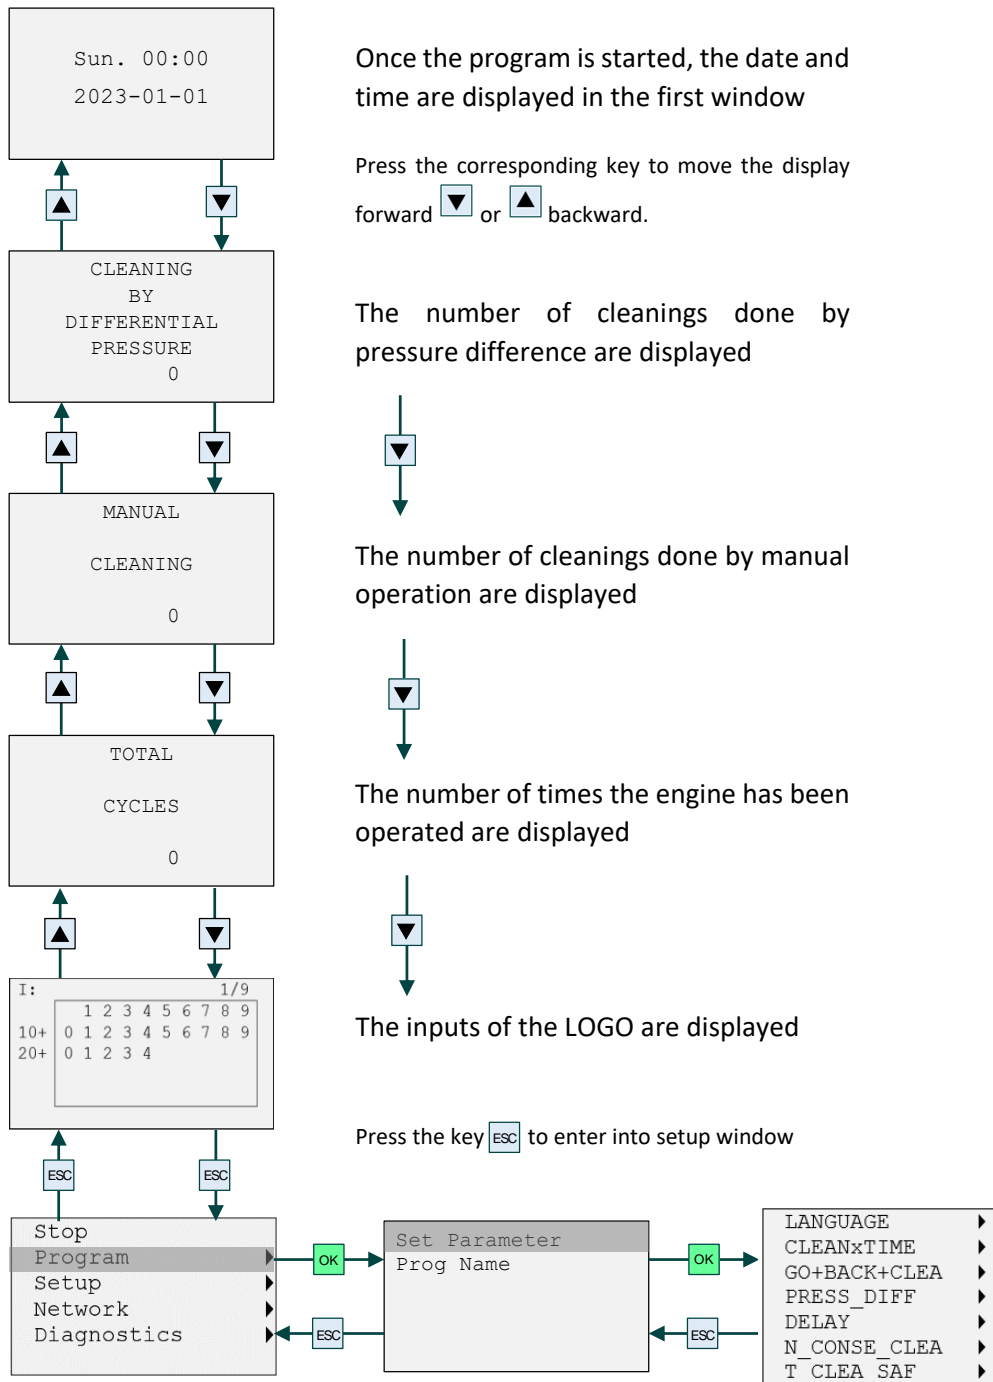 Sun. 00:00
2023-01-01
Once the program is started, the date and
time are displayed in the first window
Press the corresponding key to move the display
forward ▼ or ▲ backward.
CLEANING
BY
DIFFERENTIAL
PRESSURE
0
The number of cleanings done by
pressure difference are displayed
MANUAL
CLEANING
0
The number of cleanings done by manual
operation are displayed
TOTAL
CYCLES
0
The number of times the engine has been
operated are displayed
I: 1/9
1 2 3 4 5 6 7 8 9
10+ 0 1 2 3 4 5 6 7 8 9
20+ 0 1 2 3 4
The inputs of the LOGO are displayed
Press the key ESC to enter into setup window
ESC ESC
Stop
Program
Setup
Network
Diagnostics
OK
ESC
Set Parameter
Prog Name
OK
ESC
LANGUAGE
CLEANxTIME
GO+BACK+CLEA
PRESS_DIFF
DELAY
N_CONSE_CLEA
T_CLEA_SAF